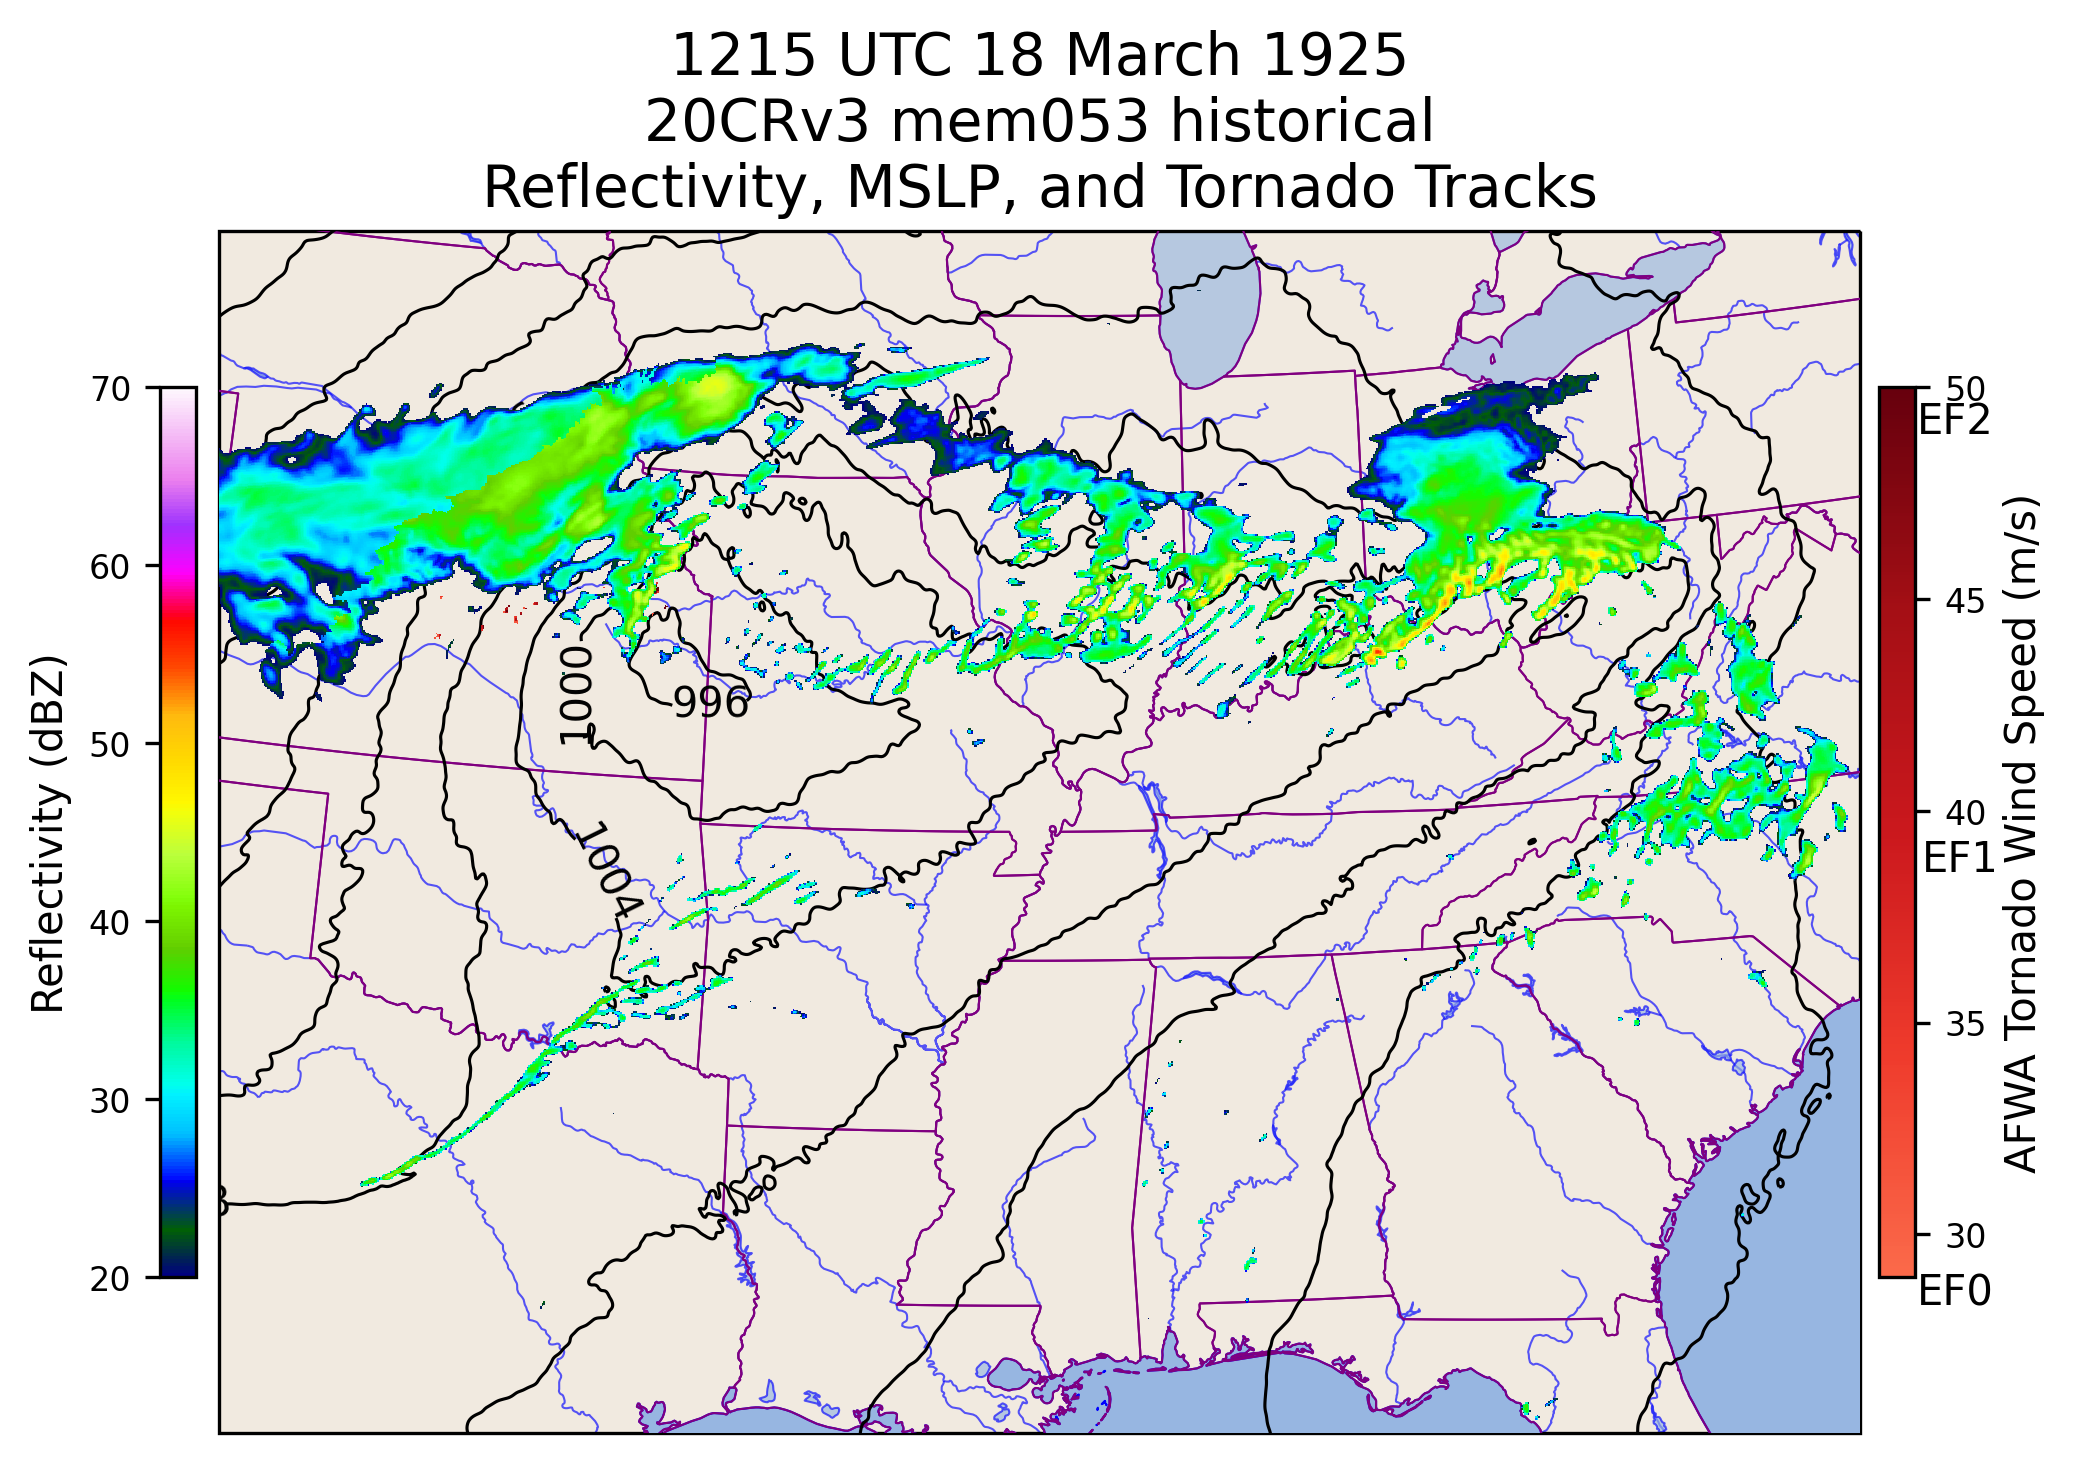 1215 UTC 18 March 1925
20CRv3 mem053 historical
Reflectivity, MSLP, and Tornado Tracks
Reflectivity (dBZ)
70
60
50
40
30
20
1000
996
1004
50
EF2
45
40
EF1
35
30
EF0
AFWA Tornado Wind Speed (m/s)